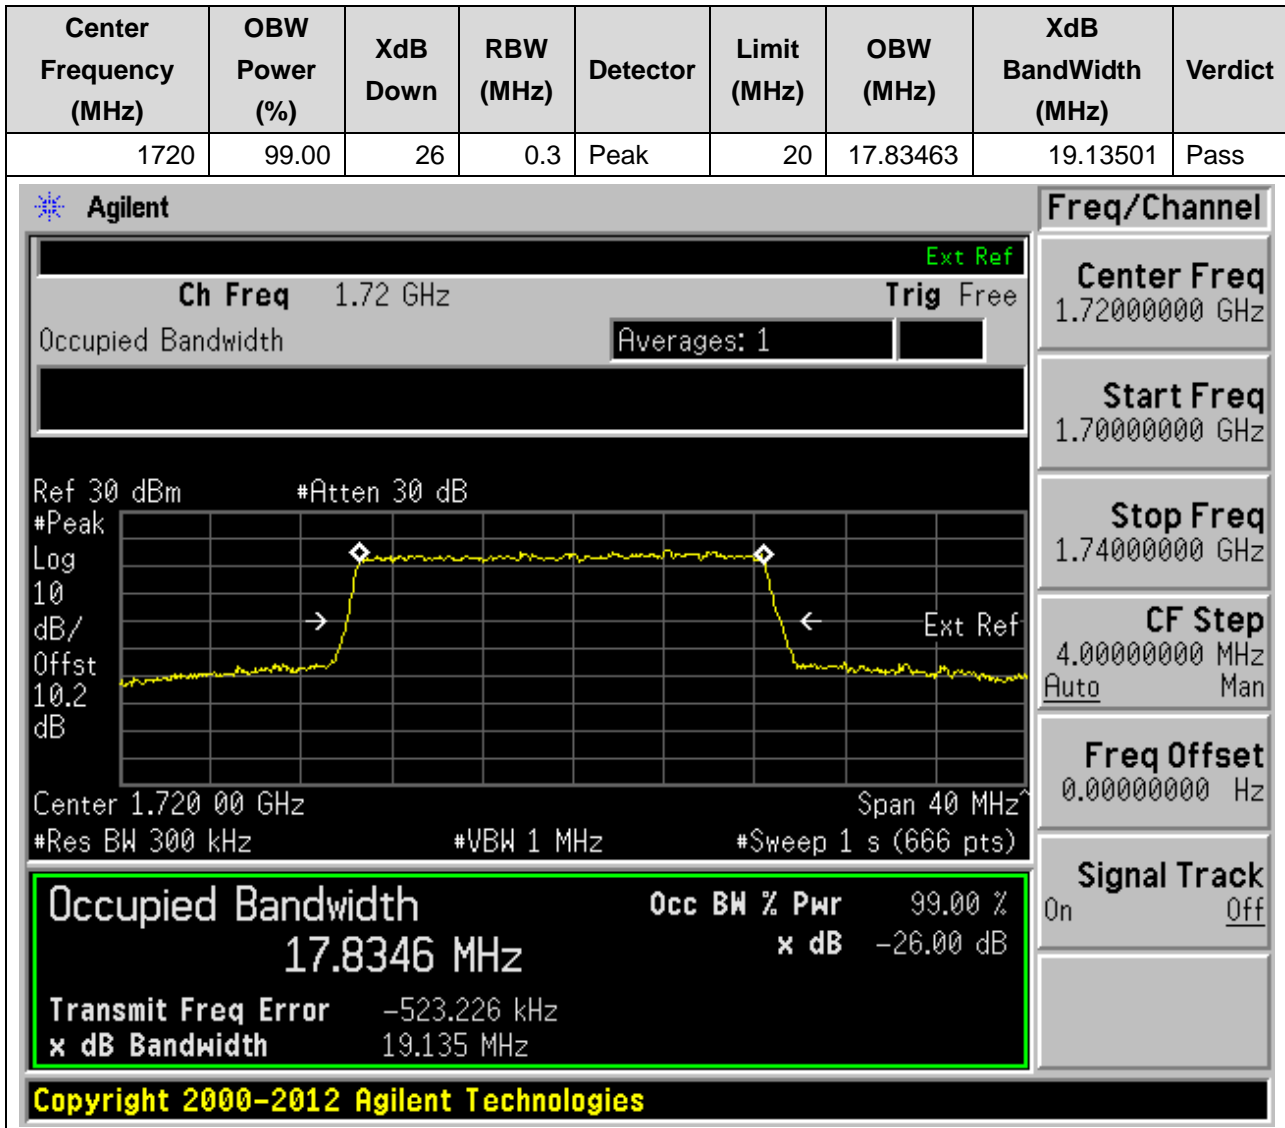 Center Frequency (MHz) OBW Power (%) XdB Down RBW (MHz) Detector Limit (MHz) OBW (MHz) XdB BandWidth (MHz) Verdict
1720 99.00 26 0.3 Peak 20 17.83463 19.13501 Pass
Agilent
Freq/Channel
Ext Ref
Ch Freq 1.72 GHz Trig Free
Occupied Bandwidth Averages: 1
Center Freq
1.72000000 GHz
Start Freq
1.70000000 GHz
Stop Freq
1.74000000 GHz
CF Step
4.00000000 MHz
Auto Man
Freq Offset
0.00000000 Hz
Signal Track
On Off
Ref 30 dBm #Atten 30 dB
#Peak
Log
10
dB/
Offst
10.2
dB
Ext Ref
Center 1.720 00 GHz Span 40 MHz^
#Res BW 300 kHz #VBW 1 MHz #Sweep 1 s (666 pts)
Occupied Bandwidth
17.8346 MHz
Occ BW % Pwr 99.00 %
x dB -26.00 dB
Transmit Freq Error -523.226 kHz
x dB Bandwidth 19.135 MHz
Copyright 2000-2012 Agilent Technologies